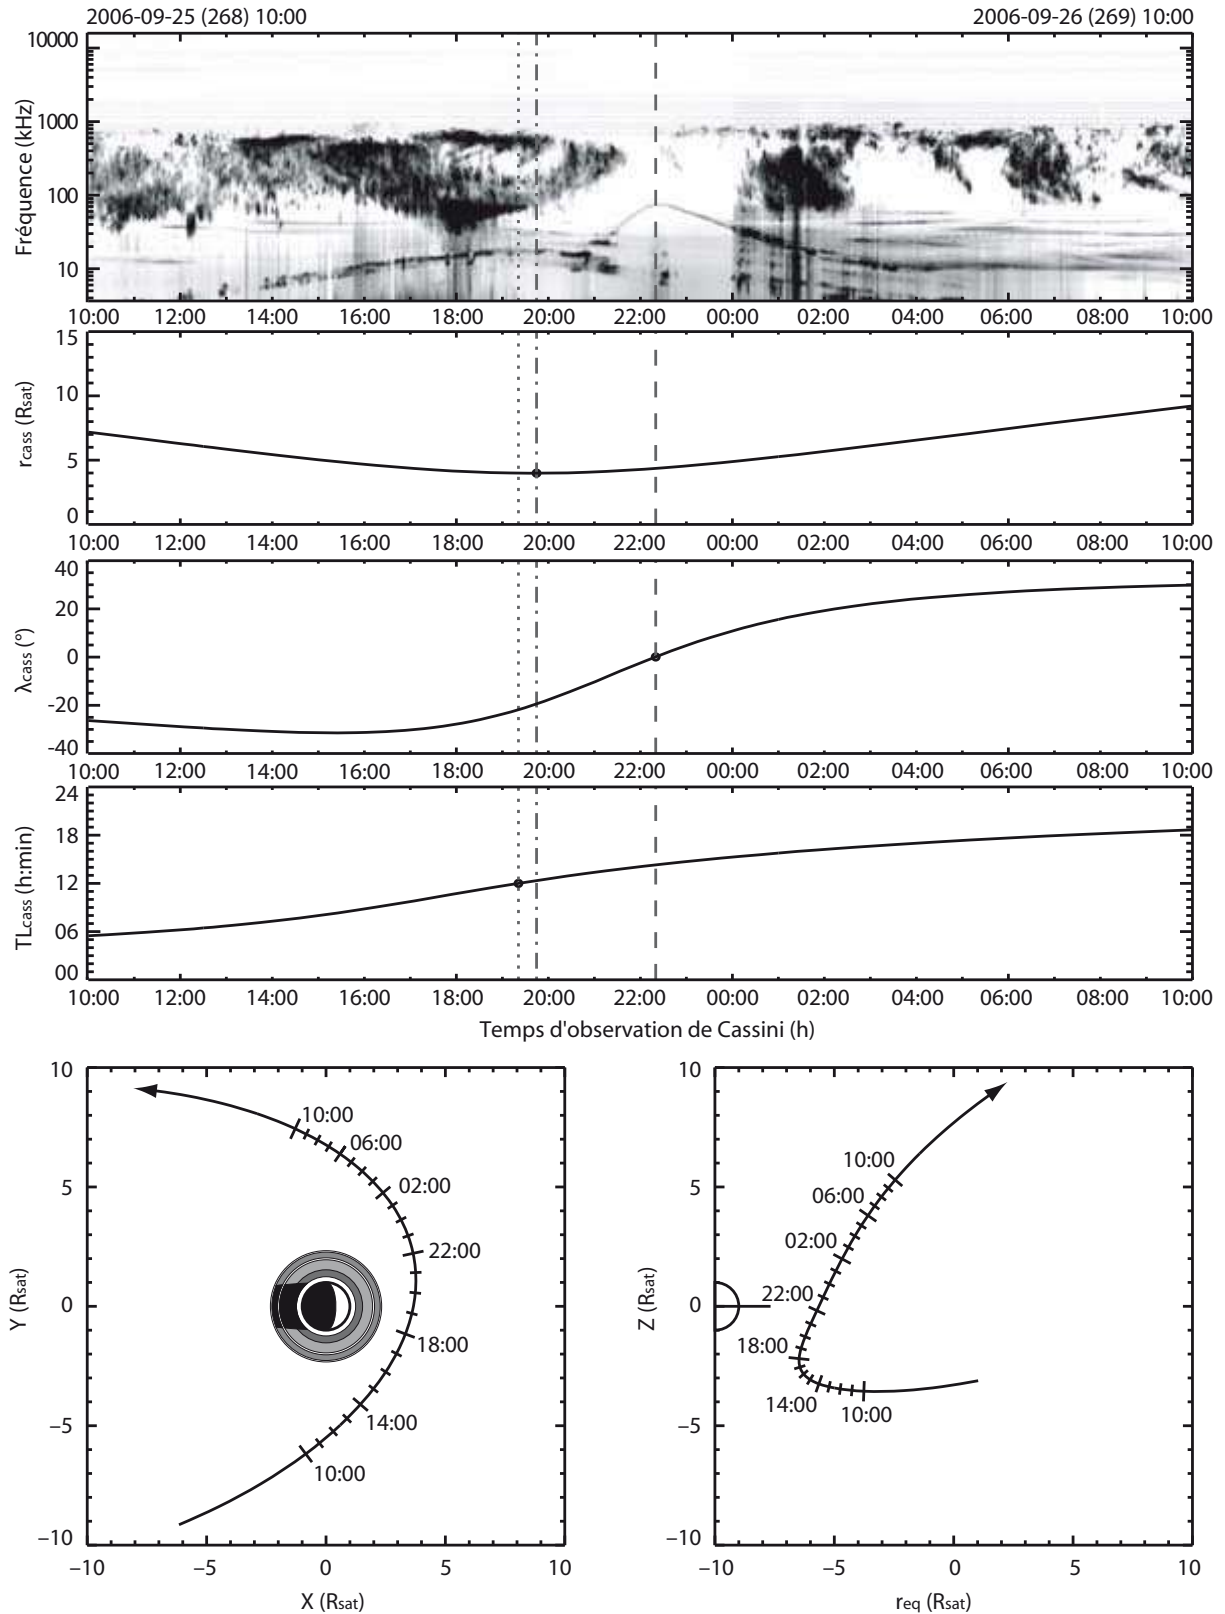 2006-09-25 (268) 10:00 2006-09-26 (269) 10:00
10000
1000
100
10
Fréquence (kHz)
10:00 12:00 14:00 16:00 18:00 20:00 22:00 00:00 02:00 04:00 06:00 08:00 10:00
15
10
5
0
rcass (Rsat)
10:00 12:00 14:00 16:00 18:00 20:00 22:00 00:00 02:00 04:00 06:00 08:00 10:00
40
20
0
-20
-40
λcass (°)
10:00 12:00 14:00 16:00 18:00 20:00 22:00 00:00 02:00 04:00 06:00 08:00 10:00
24
18
12
06
00
TLcass (h:min)
10:00 12:00 14:00 16:00 18:00 20:00 22:00 00:00 02:00 04:00 06:00 08:00 10:00
Temps d'observation de Cassini (h)
10
5
0
−5
−10
Y (Rsat)
10:00
06:00
02:00
22:00
18:00
14:00
10:00
−10 −5 0 5 10
X (Rsat)
10
5
0
−5
−10
Z (Rsat)
10:00
06:00
02:00
22:00
18:00
14:00
10:00
−10 −5 0 5 10
req (Rsat)